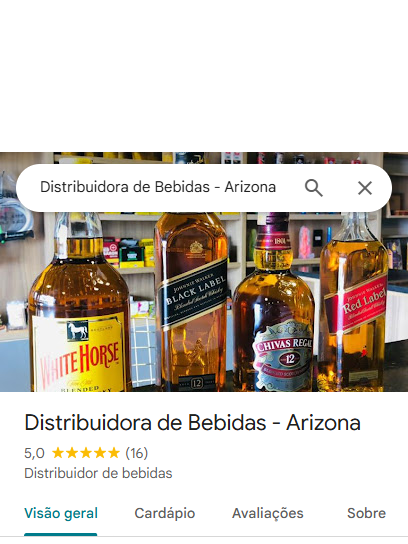 Distribuidora de Bebidas - Arizona
WHITE HORSE
BLENDED
JOHNNIE WALKER
BLACK LABEL
12
1801
CHIVAS REGAL
12
JOHNNIE WALKER
Red Label
Distribuidora de Bebidas - Arizona
5,0 ★★★★★ (16)
Distribuidor de bebidas
Visão geral Cardápio Avaliações Sobre